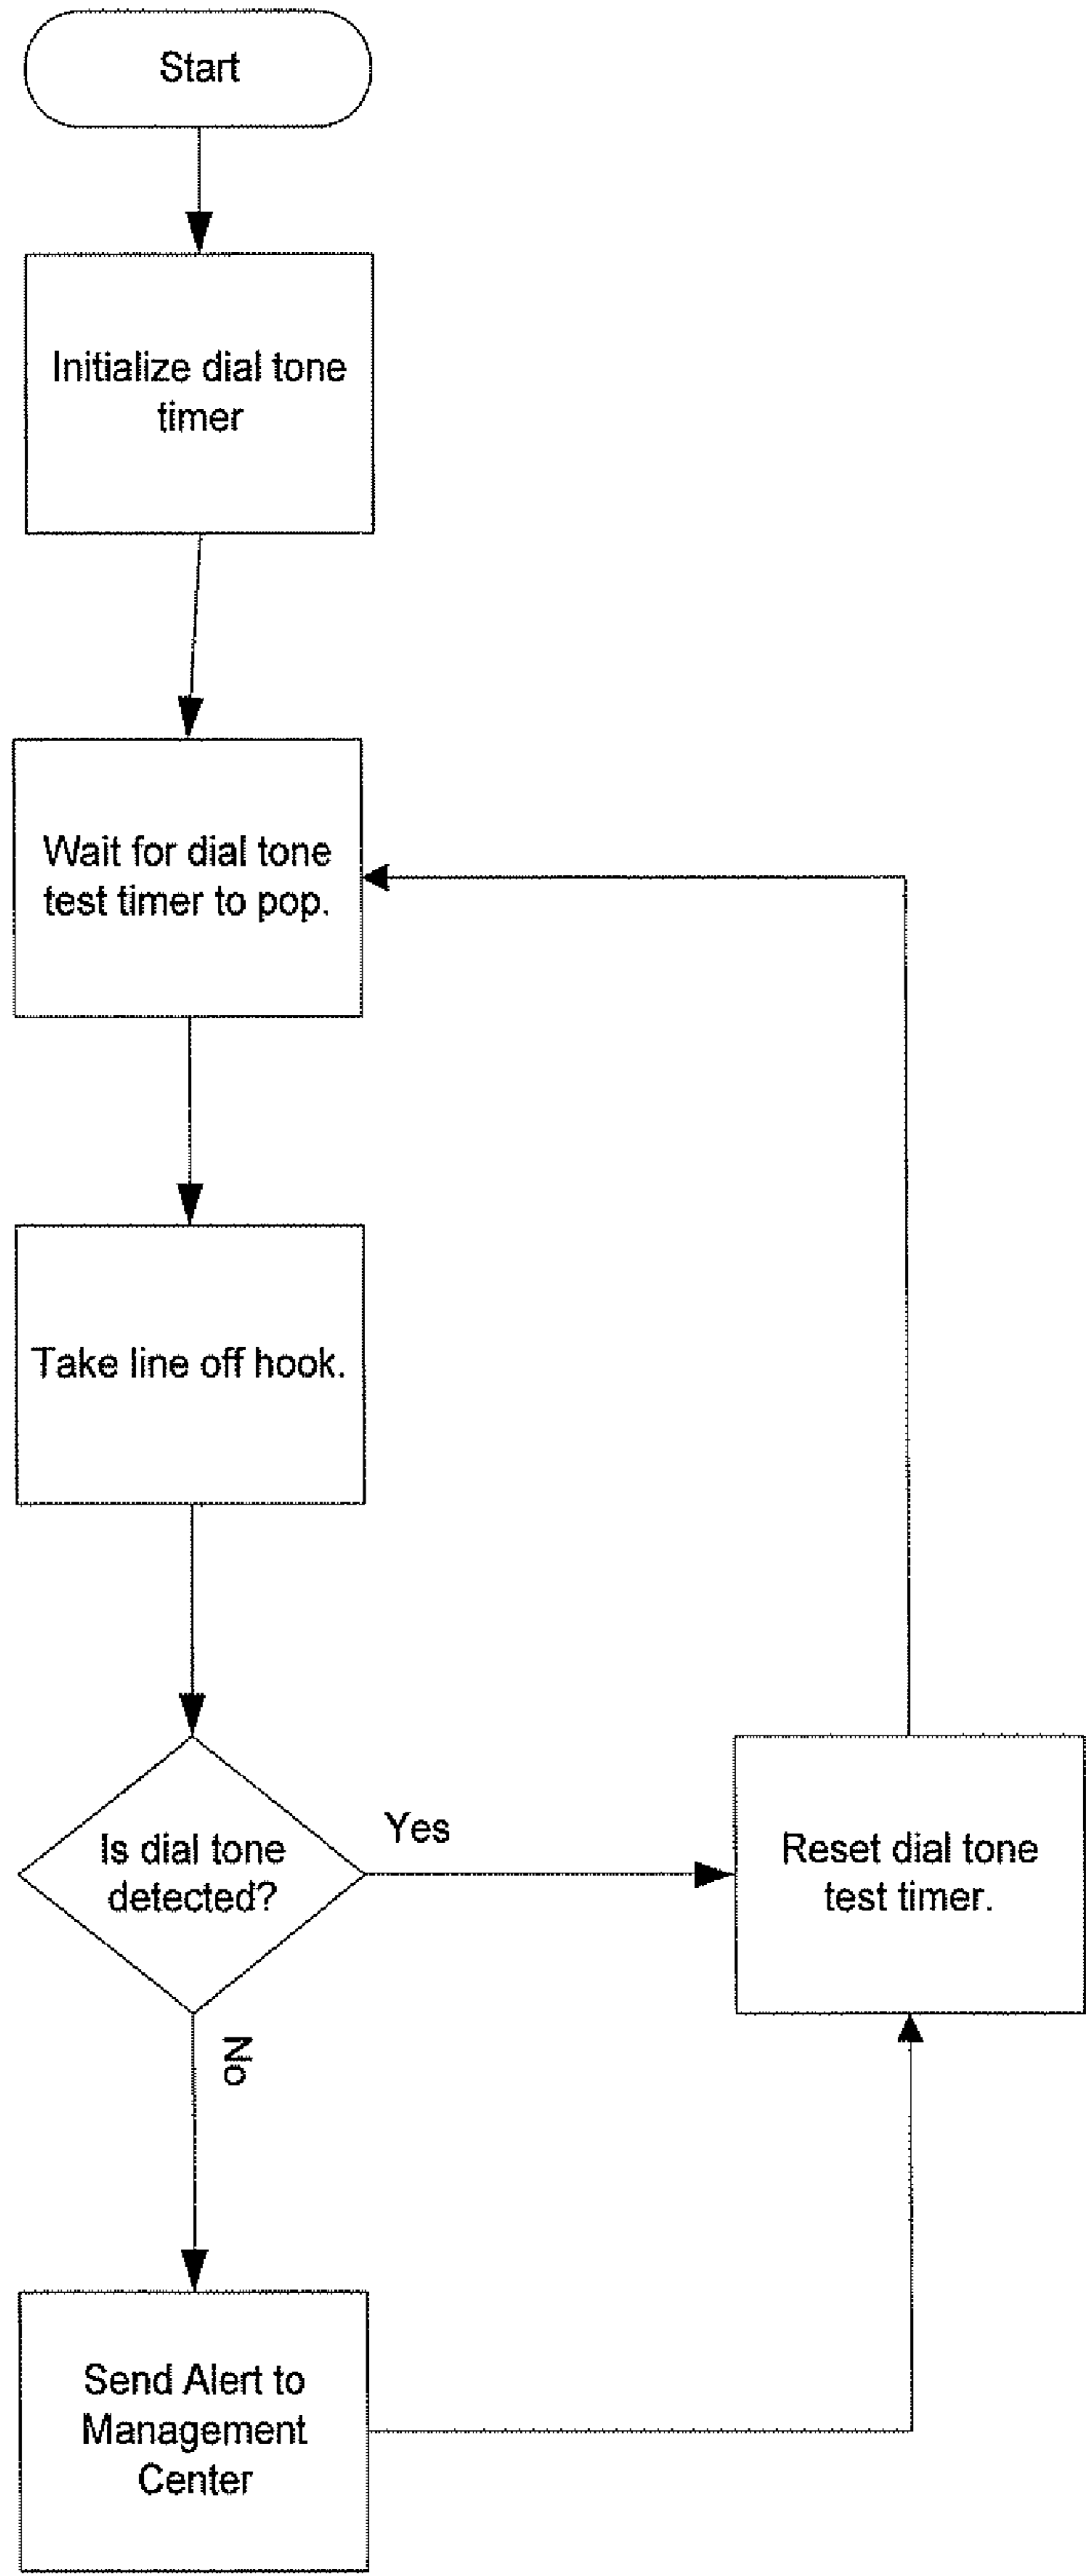 Start
Initialize dial tone
timer
Wait for dial tone
test timer to pop.
Take line off hook.
Is dial tone
detected?
Yes
Reset dial tone
test timer.
No
Send Alert to
Management
Center